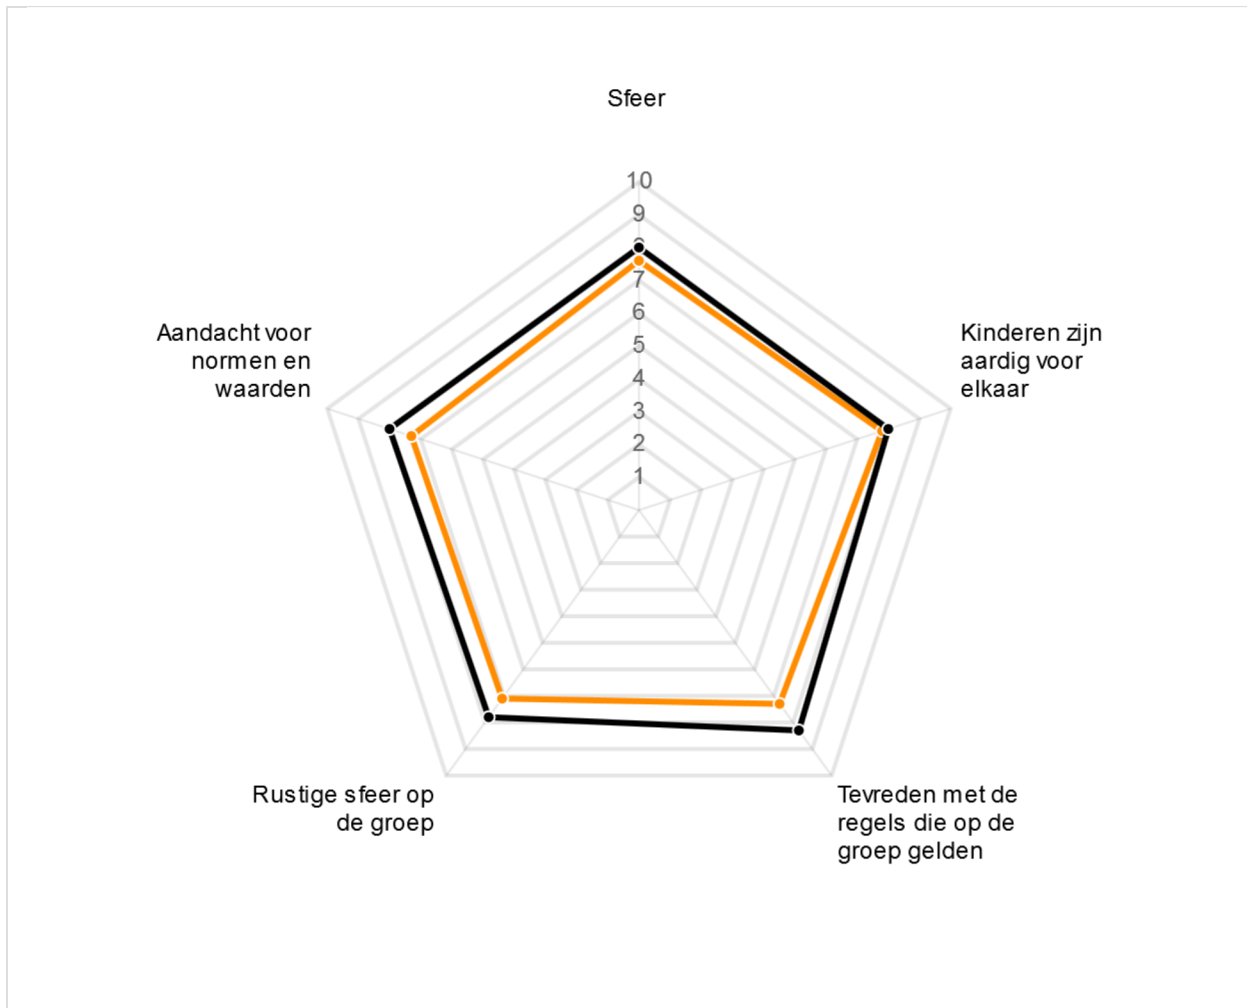 Sfeer
10
9
7
6
5
4
3
2
1
Aandacht voor
normen en
waarden
Kinderen zijn
aardig voor
elkaar
Rustige sfeer op
de groep
Tevreden met de
regels die op de
groep gelden